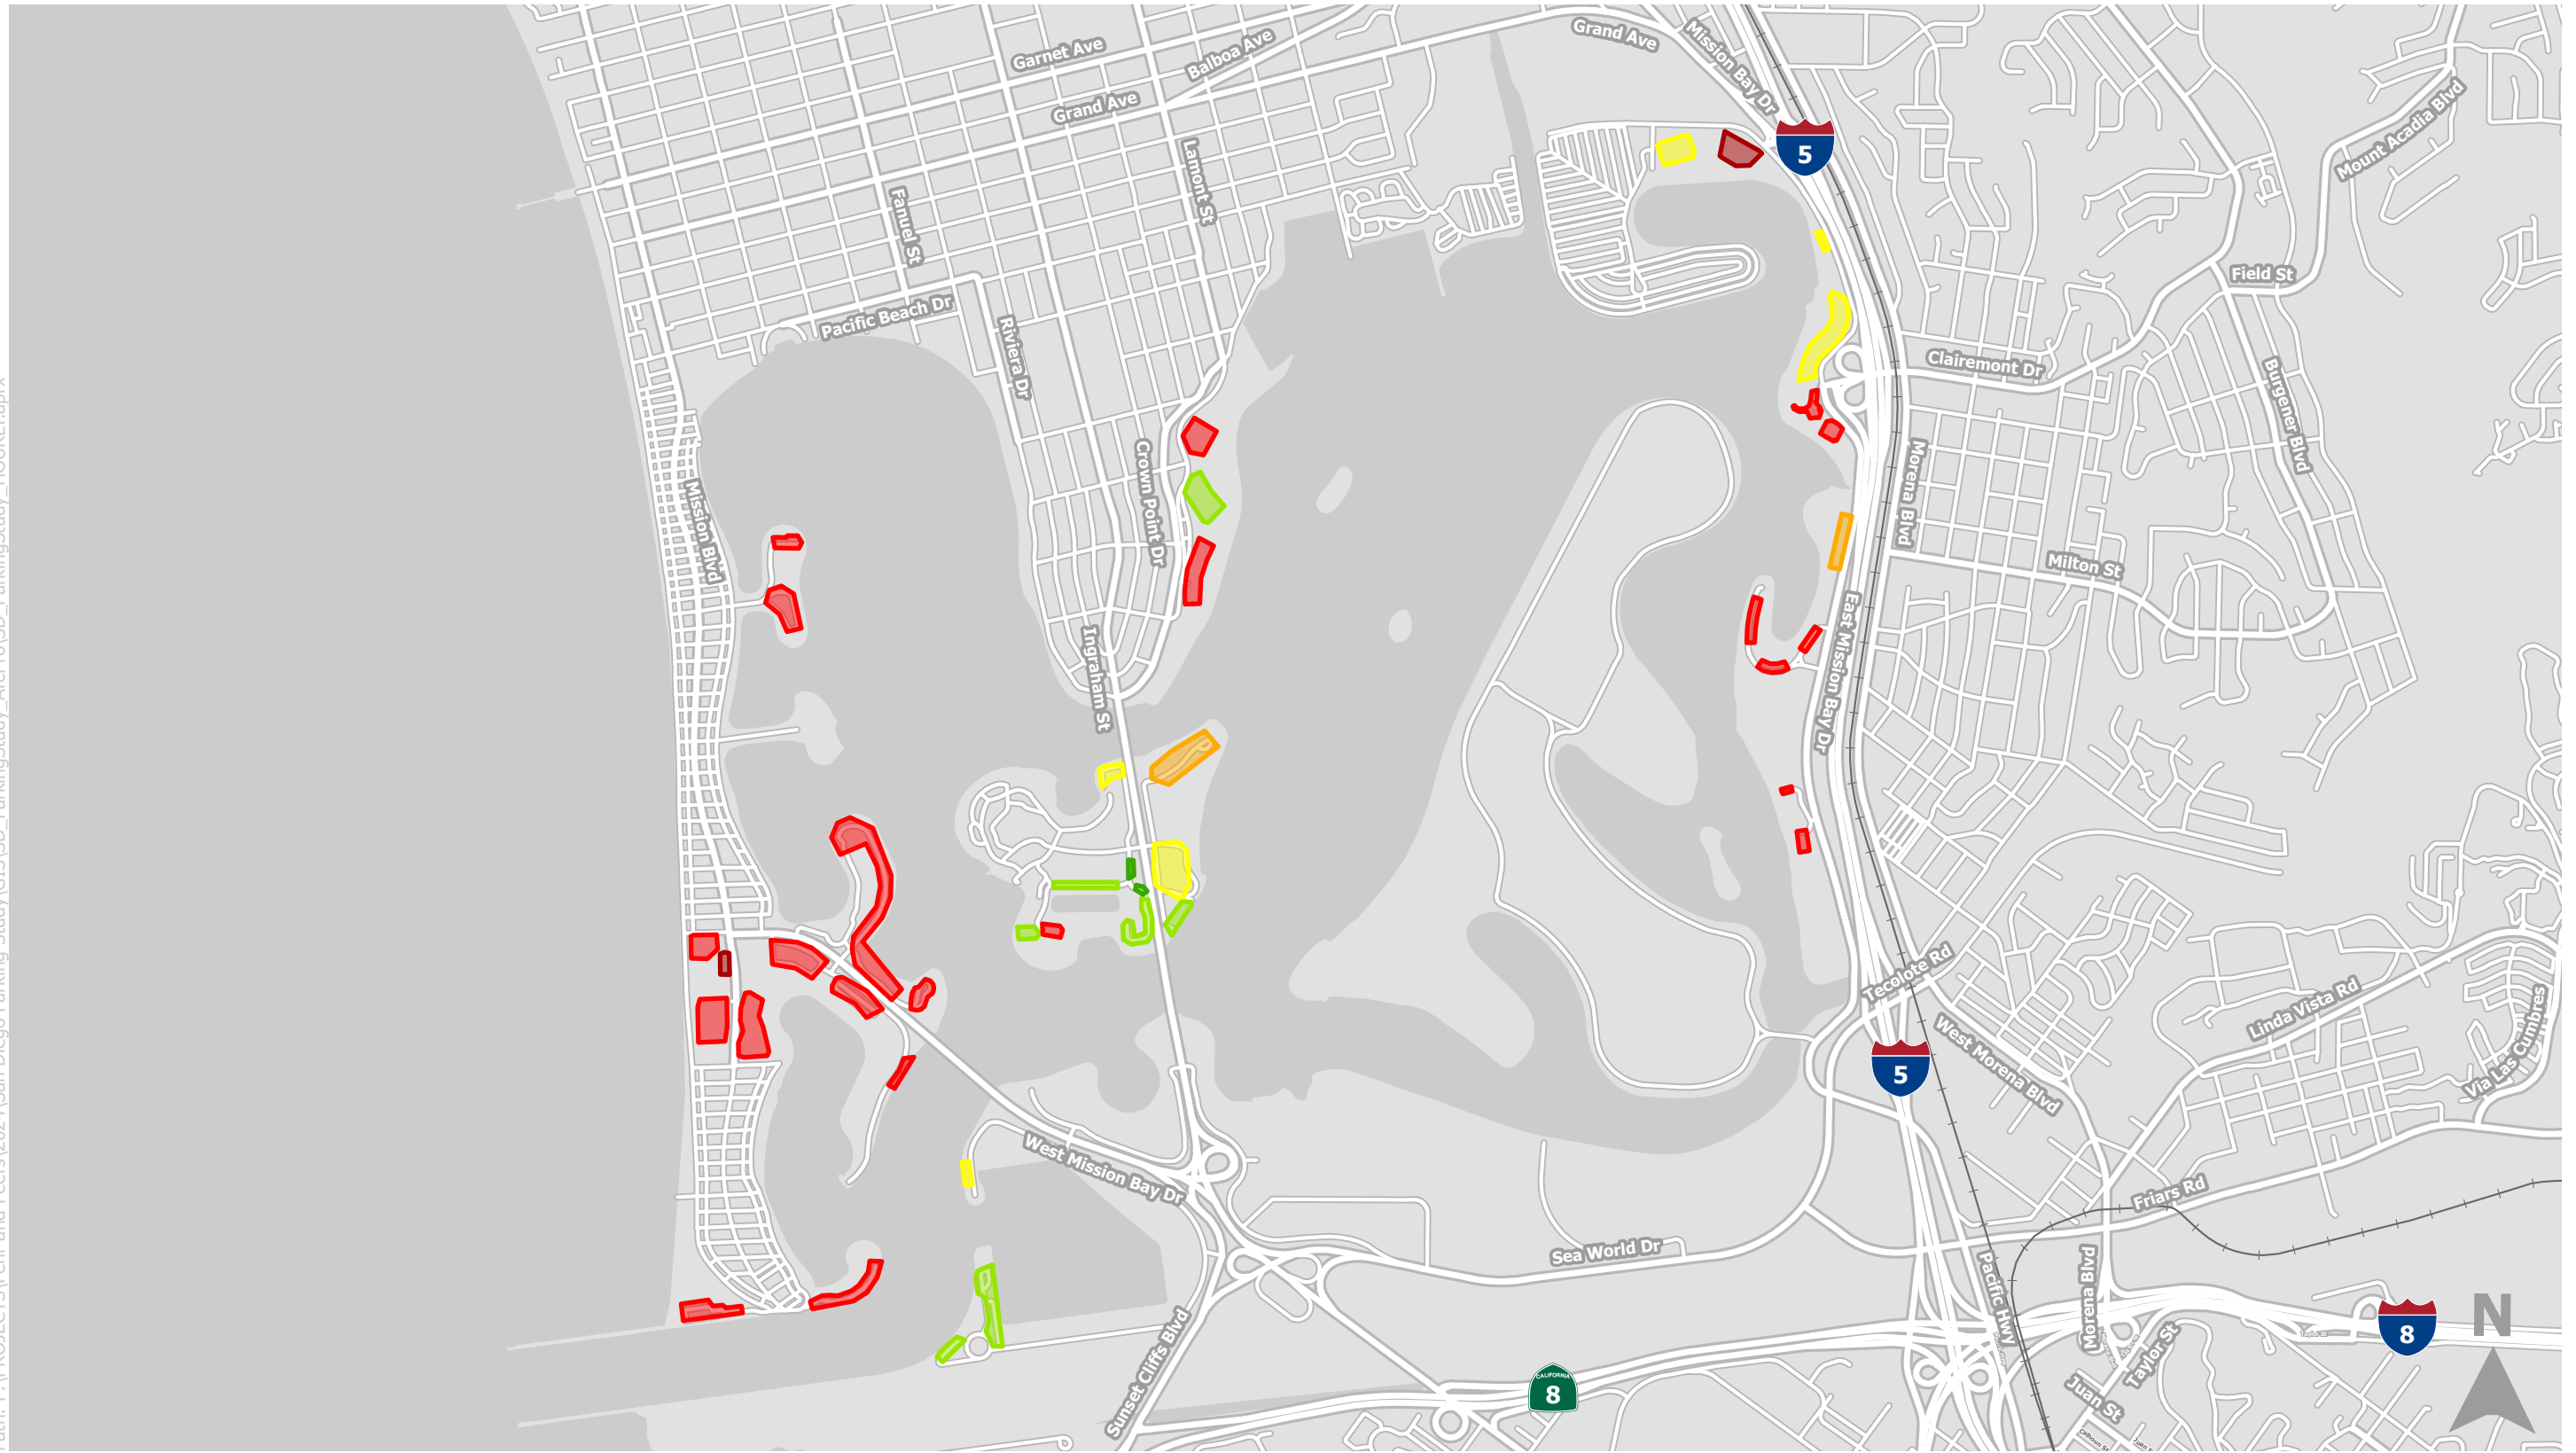 Grand Ave
Mission Bay Dr
Garnet Ave
Balboa Ave
Grand Ave
Mount Acadia Blvd
5
Lamont St
Fanuel St
Field St
Pacific Beach Dr
Riviera Dr
Clairemont Dr
Burgener Blvd
Crown Point Dr
Morena Blvd
Mission Blvd
Milton St
Ingraham St
East Mission Bay Dr
Tecolote Rd
Linda Vista Rd
Via Las Cumbres
West Morena Blvd
5
West Mission Bay Dr
Friars Rd
Sea World Dr
Pacific Hwy
Morena Blvd
Sunset Cliffs Blvd
Taylor St
Juan St
CALIFORNIA
8
8
N